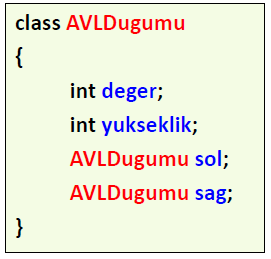 class AVLDugumu
{
int deger;
int yukseklik;
AVLDugumu sol;
AVLDugumu sag;
}